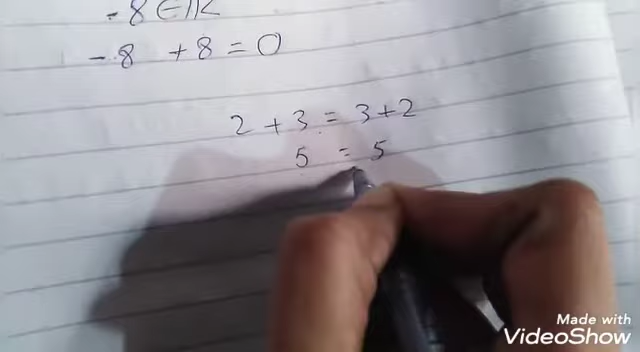 -8 ∈ ℝ
-8 + 8 = 0
2 + 3 = 3 + 2
5 = 5
Made with
VideoShow